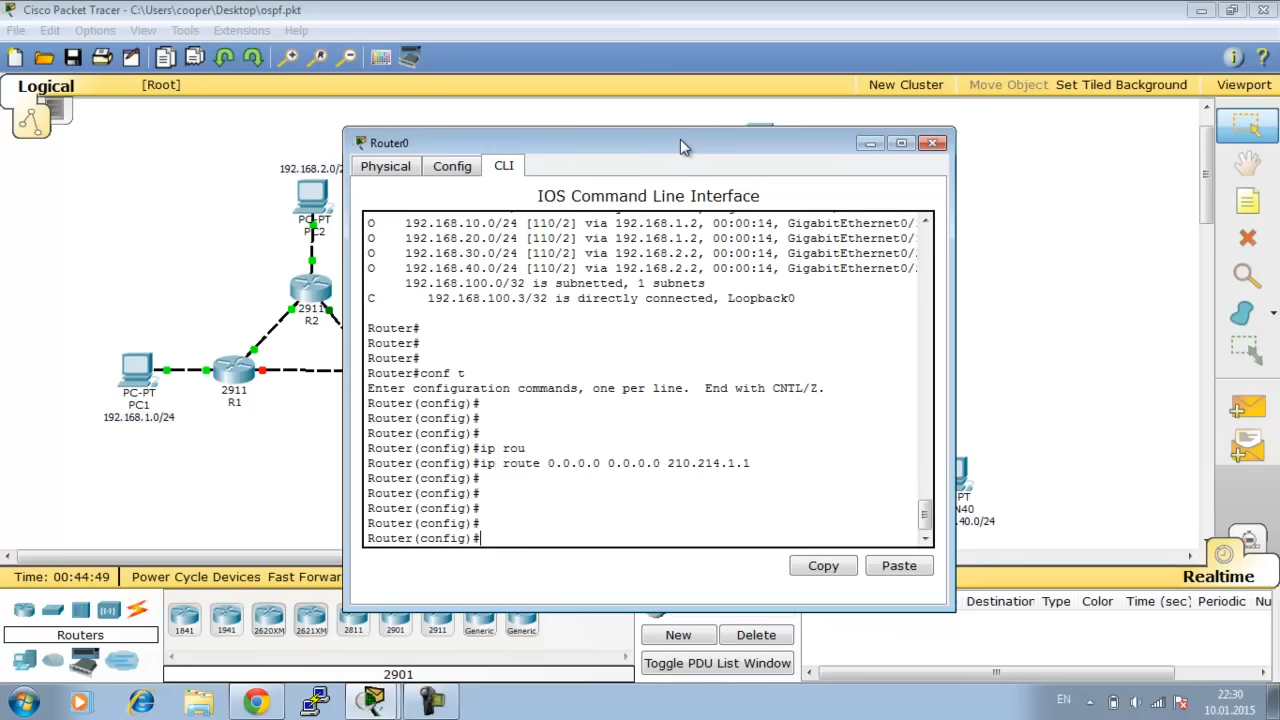 Cisco Packet Tracer - C:\Users\cooper\Desktop\ospf.pkt
File Edit Options View Tools Extensions Help
Logical [Root] New Cluster Move Object Set Tiled Background Viewport
Router0
Physical Config CLI
IOS Command Line Interface
O 192.168.10.0/24 [110/2] via 192.168.1.2, 00:00:14, GigabitEthernet0/
O 192.168.20.0/24 [110/2] via 192.168.1.2, 00:00:14, GigabitEthernet0/
O 192.168.30.0/24 [110/2] via 192.168.2.2, 00:00:14, GigabitEthernet0/
O 192.168.40.0/24 [110/2] via 192.168.2.2, 00:00:14, GigabitEthernet0/
192.168.100.0/32 is subnetted, 1 subnets
C 192.168.100.3/32 is directly connected, Loopback0
Router#
Router#
Router#
Router#conf t
Enter configuration commands, one per line. End with CNTL/Z.
Router(config)#
Router(config)#
Router(config)#
Router(config)#ip rou
Router(config)#ip route 0.0.0.0 0.0.0.0 210.214.1.1
Router(config)#
Router(config)#
Router(config)#
Router(config)#
Router(config)#
Copy Paste
192.168.2.0/2
PC-PT
PC2
2911
R2
PC-PT
PC1
192.168.1.0/24
2911
R1
PT
N40
.40.0/24
Time: 00:44:49 Power Cycle Devices Fast Forwar
Realtime
Routers
1841 1941 2620XM 2621XM 2811 2901 2911 Generic Generic
2901
New Delete
Toggle PDU List Window
Destination Type Color Time (sec) Periodic Nu
EN
22:30
10.01.2015